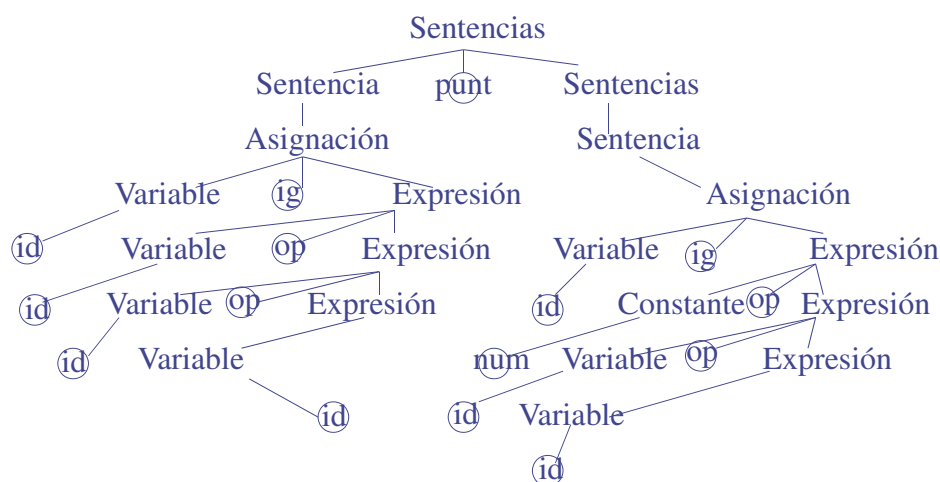 Sentencias
Sentencia punt Sentencias
Asignación Sentencia
Variable ig Expresión Asignación
id Variable op Expresión Variable ig Expresión
id Variable op Expresión id Constante op Expresión
id Variable num Variable op Expresión
id id Variable
id